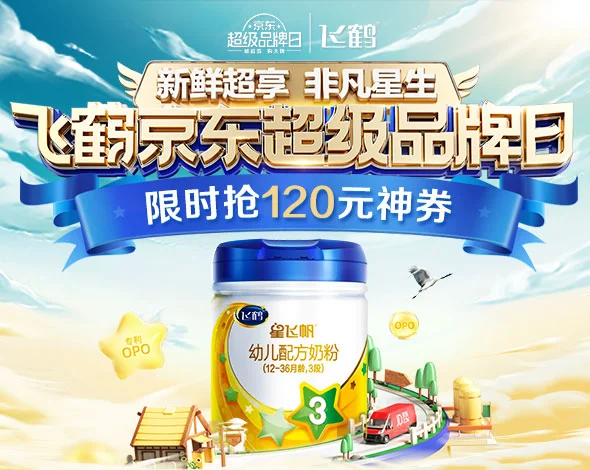 京东
超级品牌日
飞鹤
新鲜超享 非凡星生
飞鹤京东超级品牌日
限时抢120元神券
飞鹤
星飞帆
幼儿配方奶粉
(12-36月龄,3段)
3
专利
OPO
OPO
JD